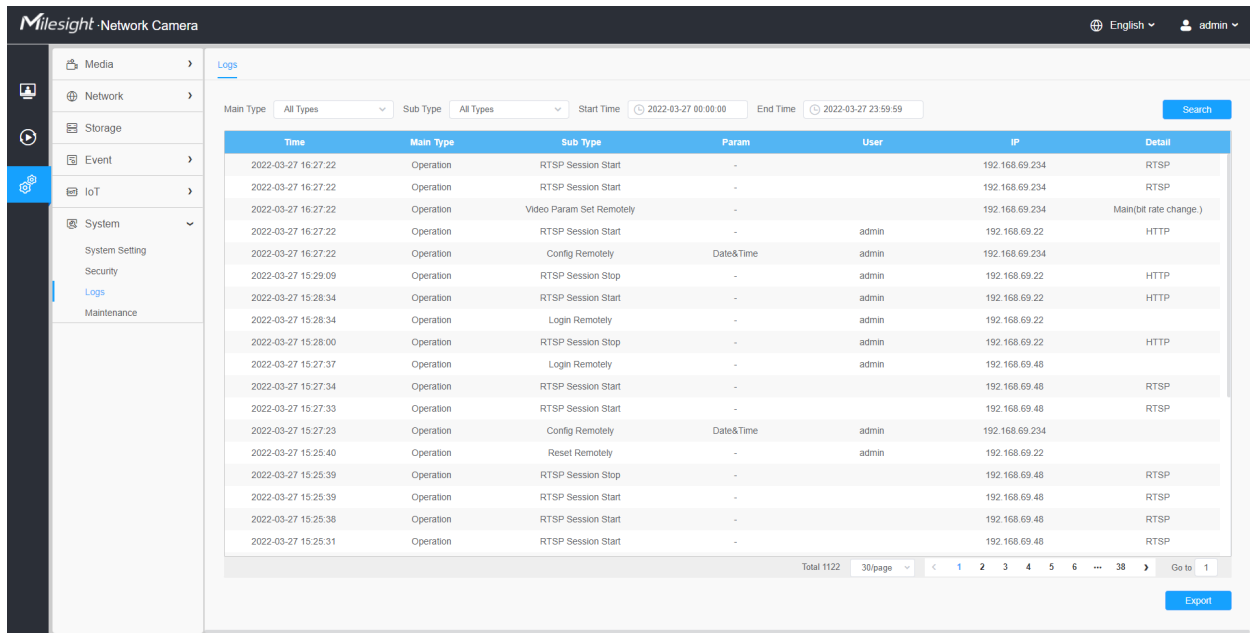 Milesight ·Network Camera English admin
Media
Network
Storage
Event
IoT
System
System Setting
Security
Logs
Maintenance
Logs
Main Type All Types Sub Type All Types Start Time 2022-03-27 00:00:00 End Time 2022-03-27 23:59:59 Search
Time Main Type Sub Type Param User IP Detail
2022-03-27 16:27:22 Operation RTSP Session Start - 192.168.69.234 RTSP
2022-03-27 16:27:22 Operation RTSP Session Start - 192.168.69.234 RTSP
2022-03-27 16:27:22 Operation Video Param Set Remotely - 192.168.69.234 Main(bit rate change.)
2022-03-27 16:27:22 Operation RTSP Session Start - admin 192.168.69.22 HTTP
2022-03-27 16:27:22 Operation Config Remotely Date&Time admin 192.168.69.234
2022-03-27 15:29:09 Operation RTSP Session Stop - admin 192.168.69.22 HTTP
2022-03-27 15:28:34 Operation RTSP Session Start - admin 192.168.69.22 HTTP
2022-03-27 15:28:34 Operation Login Remotely - admin 192.168.69.22
2022-03-27 15:28:00 Operation RTSP Session Stop - admin 192.168.69.22 HTTP
2022-03-27 15:27:37 Operation Login Remotely - admin 192.168.69.48
2022-03-27 15:27:34 Operation RTSP Session Start - 192.168.69.48 RTSP
2022-03-27 15:27:33 Operation RTSP Session Start - 192.168.69.48 RTSP
2022-03-27 15:27:23 Operation Config Remotely Date&Time admin 192.168.69.234
2022-03-27 15:25:40 Operation Reset Remotely - admin 192.168.69.22
2022-03-27 15:25:39 Operation RTSP Session Stop - 192.168.69.48 RTSP
2022-03-27 15:25:39 Operation RTSP Session Start - 192.168.69.48 RTSP
2022-03-27 15:25:38 Operation RTSP Session Start - 192.168.69.48 RTSP
2022-03-27 15:25:31 Operation RTSP Session Start - 192.168.69.48 RTSP
Total 1122 30/page < 1 2 3 4 5 6 ··· 38 > Go to 1
Export